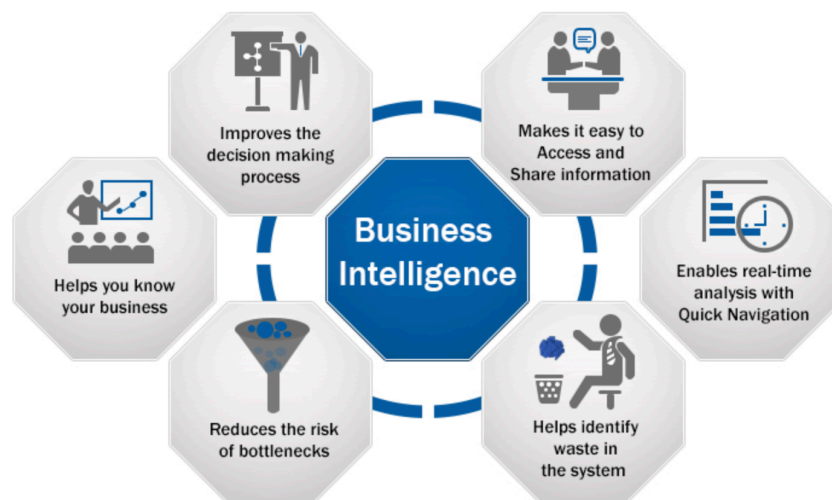 Improves the
decision making
process
Makes it easy to
Access and
Share information
Helps you know
your business
Business
Intelligence
Enables real-time
analysis with
Quick Navigation
Reduces the risk
of bottlenecks
Helps identify
waste in
the system